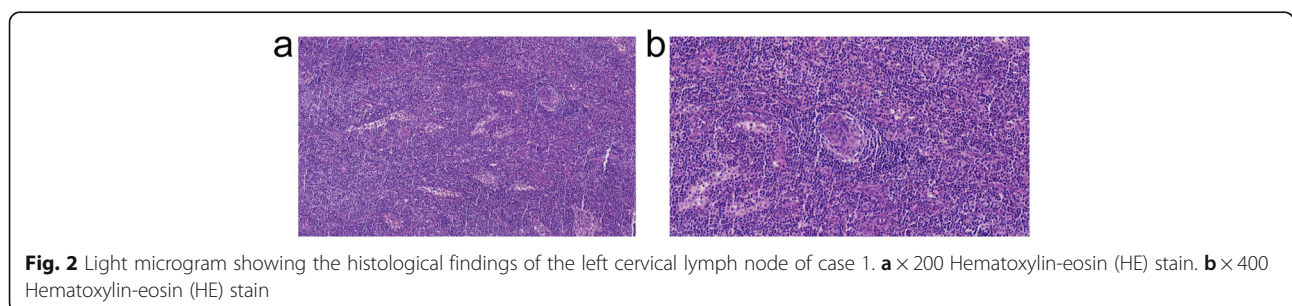 a
b
Fig. 2 Light microgram showing the histological findings of the left cervical lymph node of case 1. a × 200 Hematoxylin-eosin (HE) stain. b × 400
Hematoxylin-eosin (HE) stain